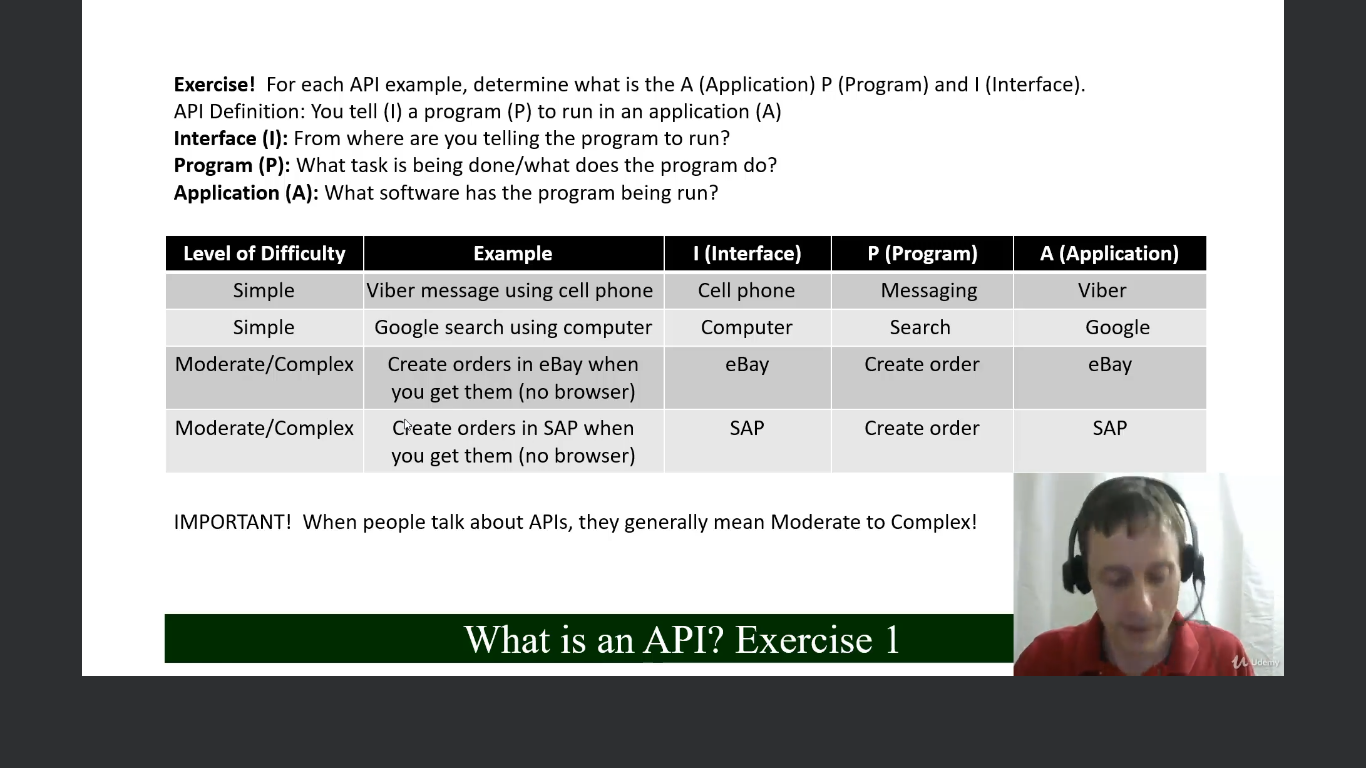 Exercise! For each API example, determine what is the A (Application) P (Program) and I (Interface).
API Definition: You tell (I) a program (P) to run in an application (A)
Interface (I): From where are you telling the program to run?
Program (P): What task is being done/what does the program do?
Application (A): What software has the program being run?
Level of Difficulty Example I (Interface) P (Program) A (Application)
Simple Viber message using cell phone Cell phone Messaging Viber
Simple Google search using computer Computer Search Google
Moderate/Complex Create orders in eBay when eBay Create order eBay
you get them (no browser)
Moderate/Complex Create orders in SAP when SAP Create order SAP
you get them (no browser)
IMPORTANT! When people talk about APIs, they generally mean Moderate to Complex!
What is an API? Exercise 1
Udemy